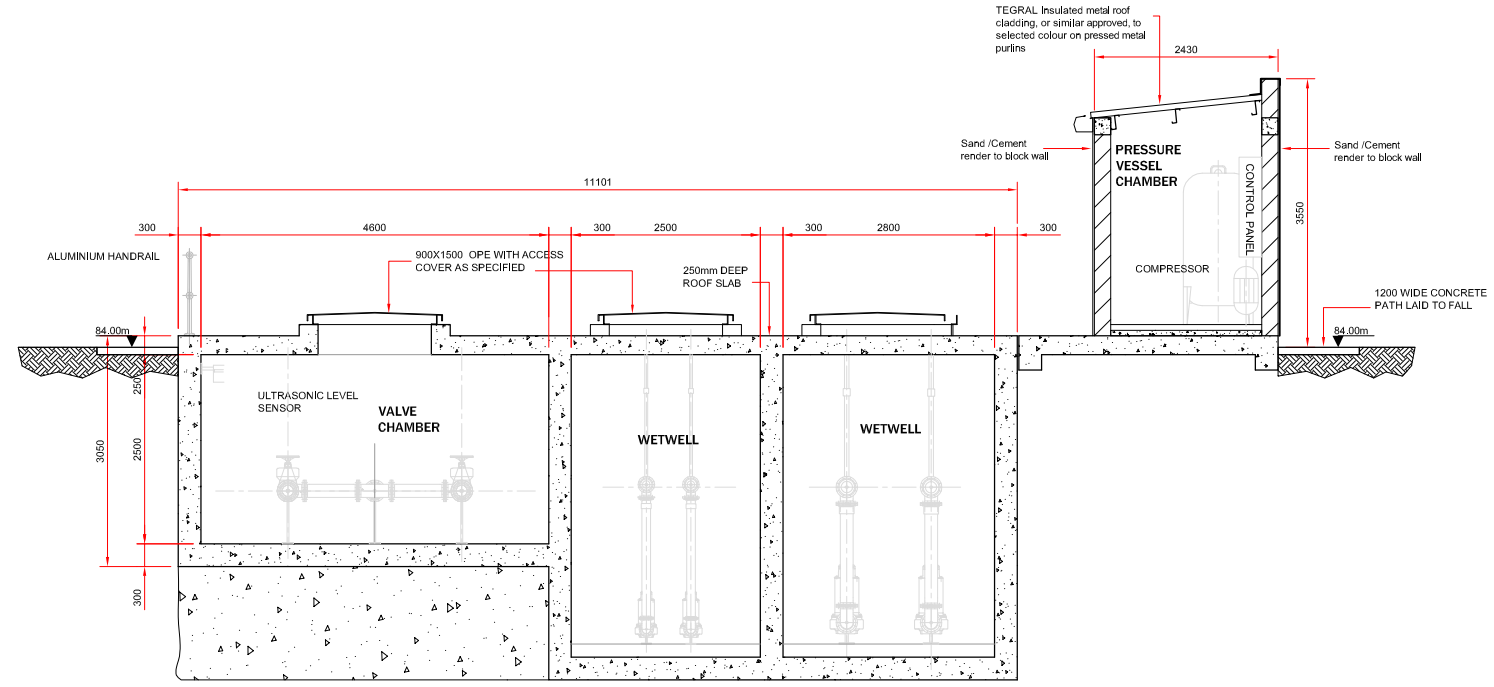 TEGRAL Insulated metal roof
cladding, or similar approved, to
selected colour on pressed metal
purlins
2430
Sand /Cement
render to block wall
PRESSURE
VESSEL
CHAMBER
CONTROL PANEL
Sand /Cement
render to block wall
3550
11101
300
4600
300
2500
300
2800
300
ALUMINIUM HANDRAIL
900X1500 OPE WITH ACCESS
COVER AS SPECIFIED
250mm DEEP
ROOF SLAB
COMPRESSOR
1200 WIDE CONCRETE
PATH LAID TO FALL
84.00m
84.00m
250
ULTRASONIC LEVEL
SENSOR
VALVE
CHAMBER
WETWELL
WETWELL
3050
2500
300